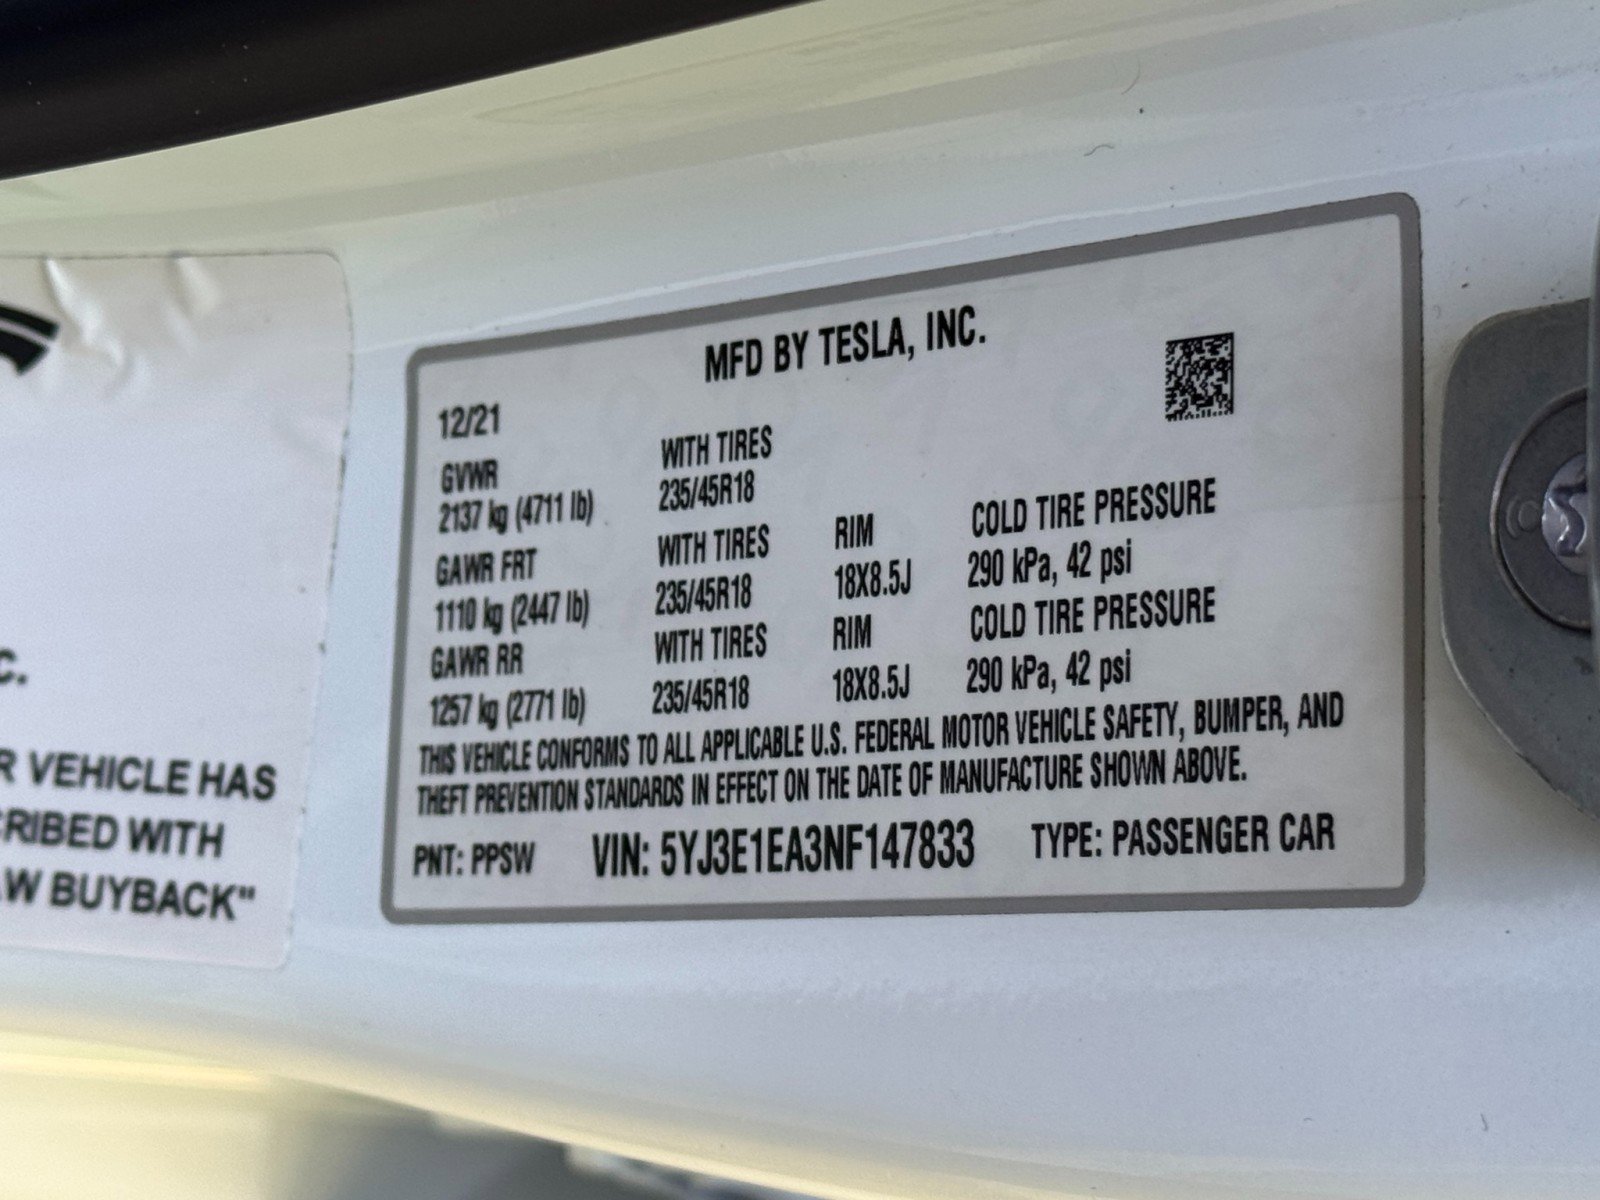 MFD BY TESLA, INC.
12/21
GVWR WITH TIRES
2137 kg (4711 lb) 235/45R18
GAWR FRT WITH TIRES RIM COLD TIRE PRESSURE
1110 kg (2447 lb) 235/45R18 18X8.5J 290 kPa, 42 psi
GAWR RR WITH TIRES RIM COLD TIRE PRESSURE
1257 kg (2771 lb) 235/45R18 18X8.5J 290 kPa, 42 psi
THIS VEHICLE CONFORMS TO ALL APPLICABLE U.S. FEDERAL MOTOR VEHICLE SAFETY, BUMPER, AND
THEFT PREVENTION STANDARDS IN EFFECT ON THE DATE OF MANUFACTURE SHOWN ABOVE.
PNT: PPSW VIN: 5YJ3E1EA3NF147833 TYPE: PASSENGER CAR
C.
R VEHICLE HAS
CRIBED WITH
AW BUYBACK"